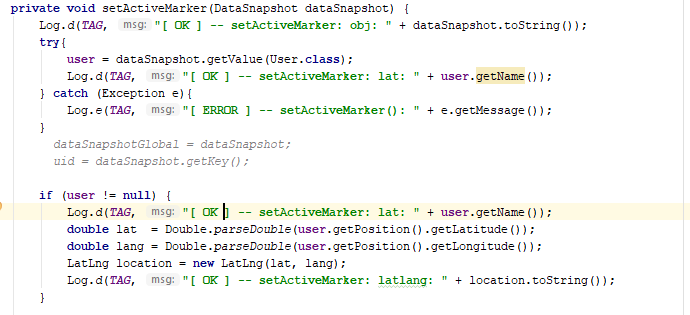 private void setActiveMarker(DataSnapshot dataSnapshot) {
Log.d(TAG, msg: "[ OK ] -- setActiveMarker: obj: " + dataSnapshot.toString());
try{
user = dataSnapshot.getValue(User.class);
Log.d(TAG, msg: "[ OK ] -- setActiveMarker: lat: " + user.getName());
} catch (Exception e){
Log.e(TAG, msg: "[ ERROR ] -- setActiveMarker(): " + e.getMessage());
}
dataSnapshotGlobal = dataSnapshot;
uid = dataSnapshot.getKey();
if (user != null) {
Log.d(TAG, msg: "[ OK ] -- setActiveMarker: lat: " + user.getName());
double lat  = Double.parseDouble(user.getPosition().getLatitude());
double lang = Double.parseDouble(user.getPosition().getLongitude());
LatLng location = new LatLng(lat, lang);
Log.d(TAG, msg: "[ OK ] -- setActiveMarker: latlang: " + location.toString());
}